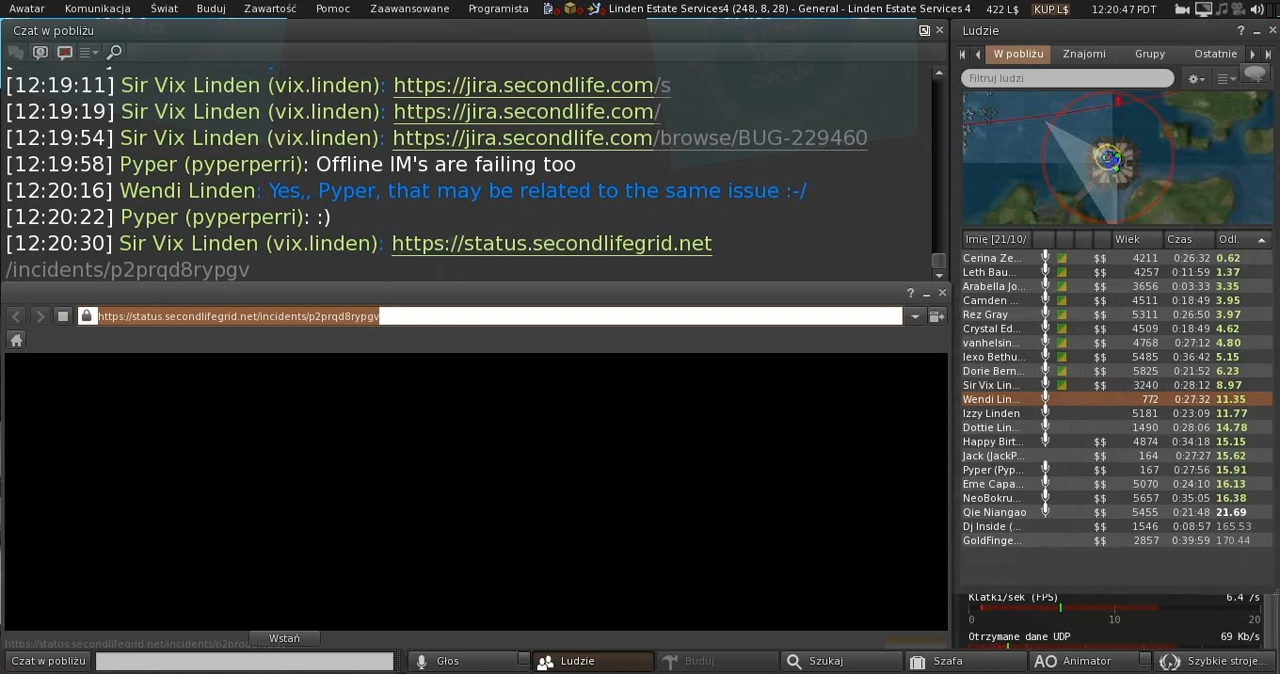 Awatar Komunikacja Świat Buduj Zawartość Pomoc Zaawansowane Programista Linden Estate Services4 (248, 8, 28) - General - Linden Estate Services 4 422 L$ KUP L$ 12:20:47 PDT
Czat w pobliżu
[12:19:11] Sir Vix Linden (vix.linden): https://jira.secondlife.com/s
[12:19:19] Sir Vix Linden (vix.linden): https://jira.secondlife.com/
[12:19:54] Sir Vix Linden (vix.linden): https://jira.secondlife.com/browse/BUG-229460
[12:19:58] Pyper (pyperperri): Offline IM's are failing too
[12:20:16] Wendi Linden: Yes,, Pyper, that may be related to the same issue :-/
[12:20:22] Pyper (pyperperri): :)
[12:20:30] Sir Vix Linden (vix.linden): https://status.secondlifegrid.net
/incidents/p2prqd8rypgv
https://status.secondlifegrid.net/incidents/p2prqd8rypgv
Wstań
Ludzie
W pobliżu Znajomi Grupy Ostatnie
Filtruj ludzi
Imię [21/10/ Wiek Czas Odl.
Cerina Ze... $$ 4211 0:26:32 0.62
Leth Bau... $$ 4257 0:11:59 1.37
Arabella Jo... $$ 3656 0:03:33 3.35
Camden ... $$ 4511 0:18:49 3.95
Rez Gray $$ 5311 0:26:50 3.97
Crystal Ed... $$ 4509 0:18:49 4.62
vanhelsin... $$ 4768 0:27:12 4.80
Iexo Bethu... $$ 5485 0:36:42 5.15
Dorie Bern... $$ 5825 0:21:52 6.23
Sir Vix Lin... $$ 3240 0:28:12 8.97
Wendi Lin... 772 0:27:32 11.35
Izzy Linden 5181 0:23:09 11.77
Dottie Lin... 1490 0:28:06 14.78
Happy Birt... $$ 4874 0:34:18 15.15
Jack (JackP... $$ 164 0:27:27 15.62
Pyper (Pyp... $$ 167 0:27:56 15.91
Eme Capa... $$ 5070 0:24:10 16.13
NeoBokru... $$ 5657 0:35:05 16.38
Qie Niangao $$ 5455 0:21:48 21.69
Dj Inside (... $$ 1546 0:08:57 165.53
GoldFinge... $$ 2857 0:39:59 170.44
Klatki/sek (FPS) 6.4 /s
0 10 20
Otrzymane dane UDP 69 Kb/s
Czat w pobliżu Głos Ludzie Buduj Szukaj Szafa AO Animator Szybkie stroje...